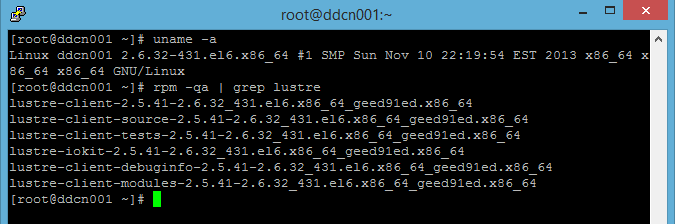 root@ddcn001:~
[root@ddcn001 ~]# uname -a
Linux ddcn001 2.6.32-431.el6.x86_64 #1 SMP Sun Nov 10 22:19:54 EST 2013 x86_64 x
86_64 x86_64 GNU/Linux
[root@ddcn001 ~]# rpm -qa | grep lustre
lustre-client-2.5.41-2.6.32_431.el6.x86_64_geed91ed.x86_64
lustre-client-source-2.5.41-2.6.32_431.el6.x86_64_geed91ed.x86_64
lustre-client-tests-2.5.41-2.6.32_431.el6.x86_64_geed91ed.x86_64
lustre-iokit-2.5.41-2.6.32_431.el6.x86_64_geed91ed.x86_64
lustre-client-debuginfo-2.5.41-2.6.32_431.el6.x86_64_geed91ed.x86_64
lustre-client-modules-2.5.41-2.6.32_431.el6.x86_64_geed91ed.x86_64
[root@ddcn001 ~]#